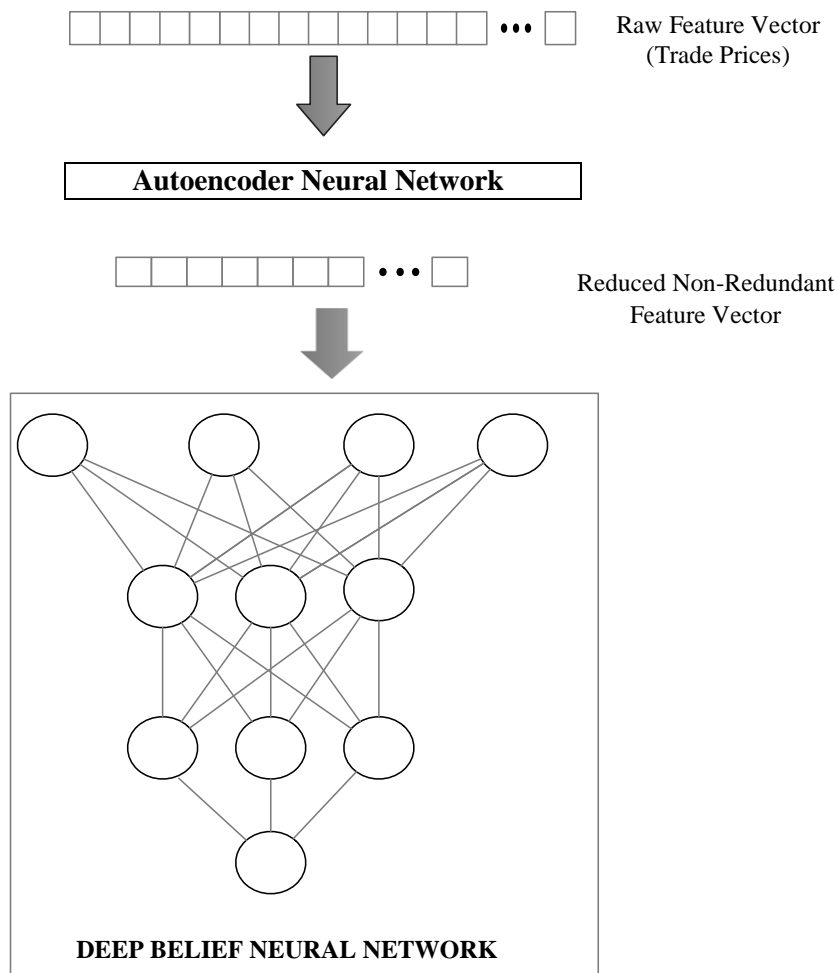 Raw Feature Vector
(Trade Prices)
Autoencoder Neural Network
Reduced Non-Redundant
Feature Vector
DEEP BELIEF NEURAL NETWORK